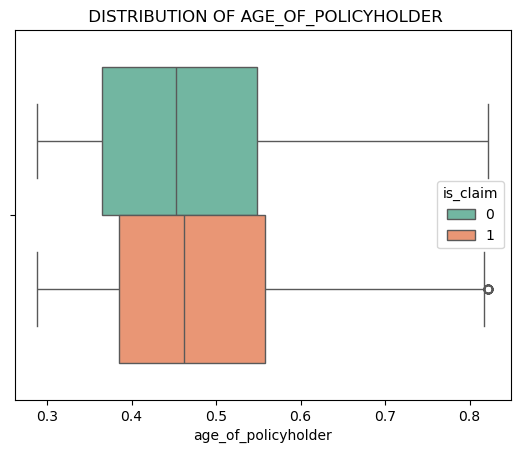 DISTRIBUTION OF AGE_OF_POLICYHOLDER
is_claim
0
1
0.3 0.4 0.5 0.6 0.7 0.8
age_of_policyholder